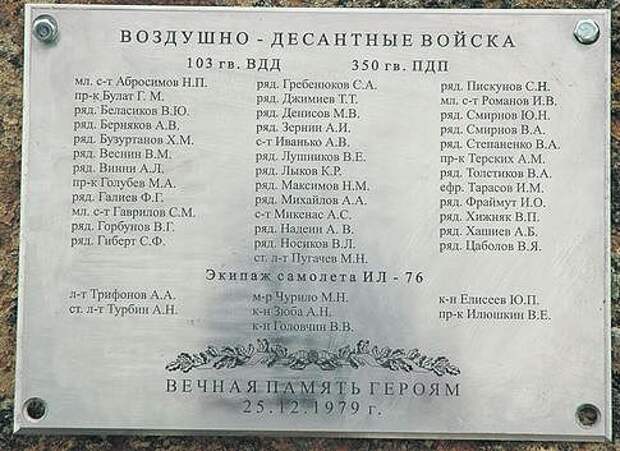 ВОЗДУШНО - ДЕСАНТНЫЕ ВОЙСКА
103 гв. ВДД 350 гв. ПДП
мл. с-т Абросимов Н.П.
пр-к Булат Г. М.
ряд. Беласиков В.Ю.
ряд. Берняков А.В.
ряд. Бузуртанов Х.М.
ряд. Веснин В.М.
ряд. Винни А.Л.
пр-к Голубев М.А.
ряд. Галиев Ф.Г.
мл. с-т Гаврилов С.М.
ряд. Горбунов В.Г.
ряд. Гиберт С.Ф.
ряд. Гребенюков С.А.
ряд. Джимиев Т.Т.
ряд. Денисов М.В.
ряд. Зернин А.И.
с-т Иванько А.В.
ряд. Лушников В.Е.
ряд. Лыков К.Р.
ряд. Максимов Н.М.
ряд. Михайлов А.А.
с-т Микенас А.С.
ряд. Надеин А. В.
ряд. Носиков В.Л.
ст. л-т Пугачев М.Н.
ряд. Пискунов С.Н.
мл. с-т Романов И.В.
ряд. Смирнов Ю.Н.
ряд. Смирнов В.А.
ряд. Степаненко В.А.
пр-к Терских А.М.
ряд. Толстиков В.А.
ефр. Тарасов И.М.
ряд. Фраймут И.О.
ряд. Хижняк В.П.
ряд. Хашиев А.Б.
ряд. Цаболов В.Я.
Экипаж самолета ИЛ - 76
л-т Трифонов А.А.
ст. л-т Турбин А.Н.
м-р Чурило М.Н.
к-н Зюба А.Н.
к-н Головчин В.В.
к-н Елисеев Ю.П.
пр-к Илюшкин В.Е.
ВЕЧНАЯ ПАМЯТЬ ГЕРОЯМ
25.12.1979 г.